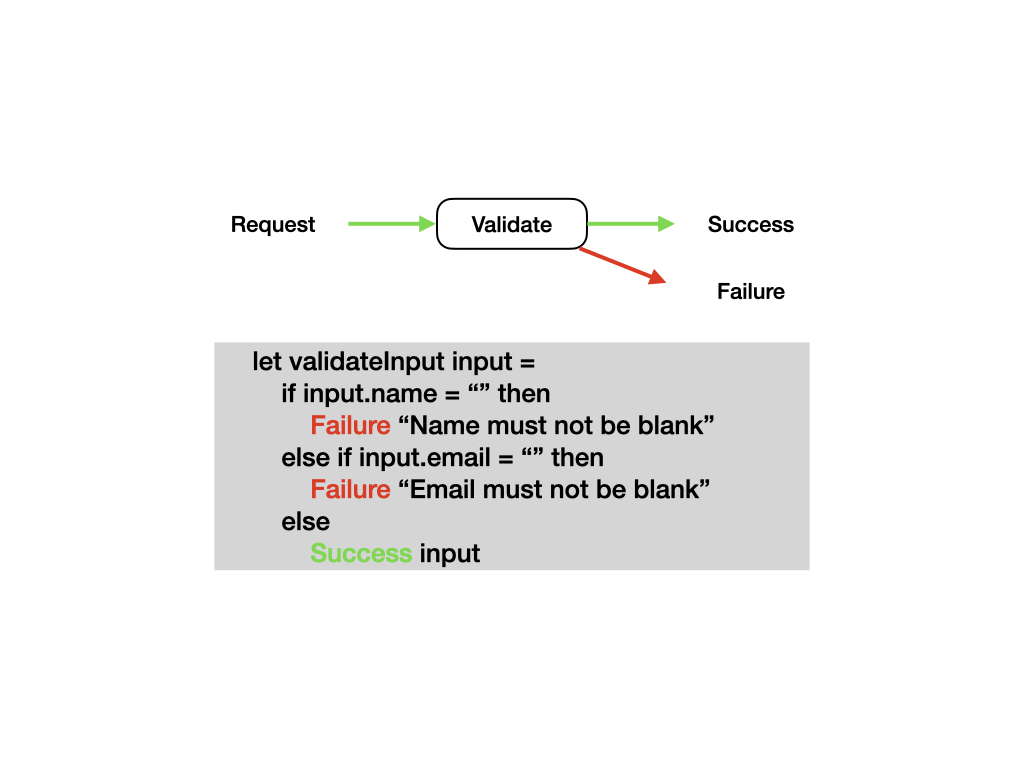 Request
Validate
Success
Failure
let validateInput input =
if input.name = “” then
Failure “Name must not be blank”
else if input.email = “” then
Failure “Email must not be blank”
else
Success input